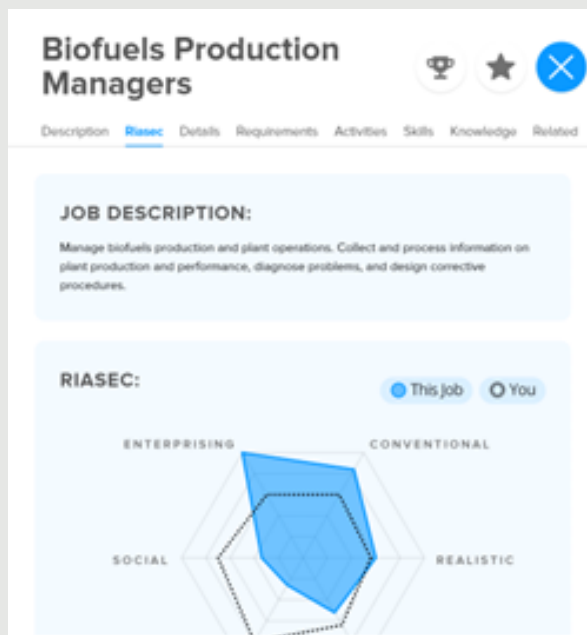 Biofuels Production
Managers
Description Riasec Details Requirements Activities Skills Knowledge Related
JOB DESCRIPTION:
Manage biofuels production and plant operations. Collect and process information on
plant production and performance, diagnose problems, and design corrective
procedures.
RIASEC:
This Job You
ENTERPRISING CONVENTIONAL
SOCIAL REALISTIC